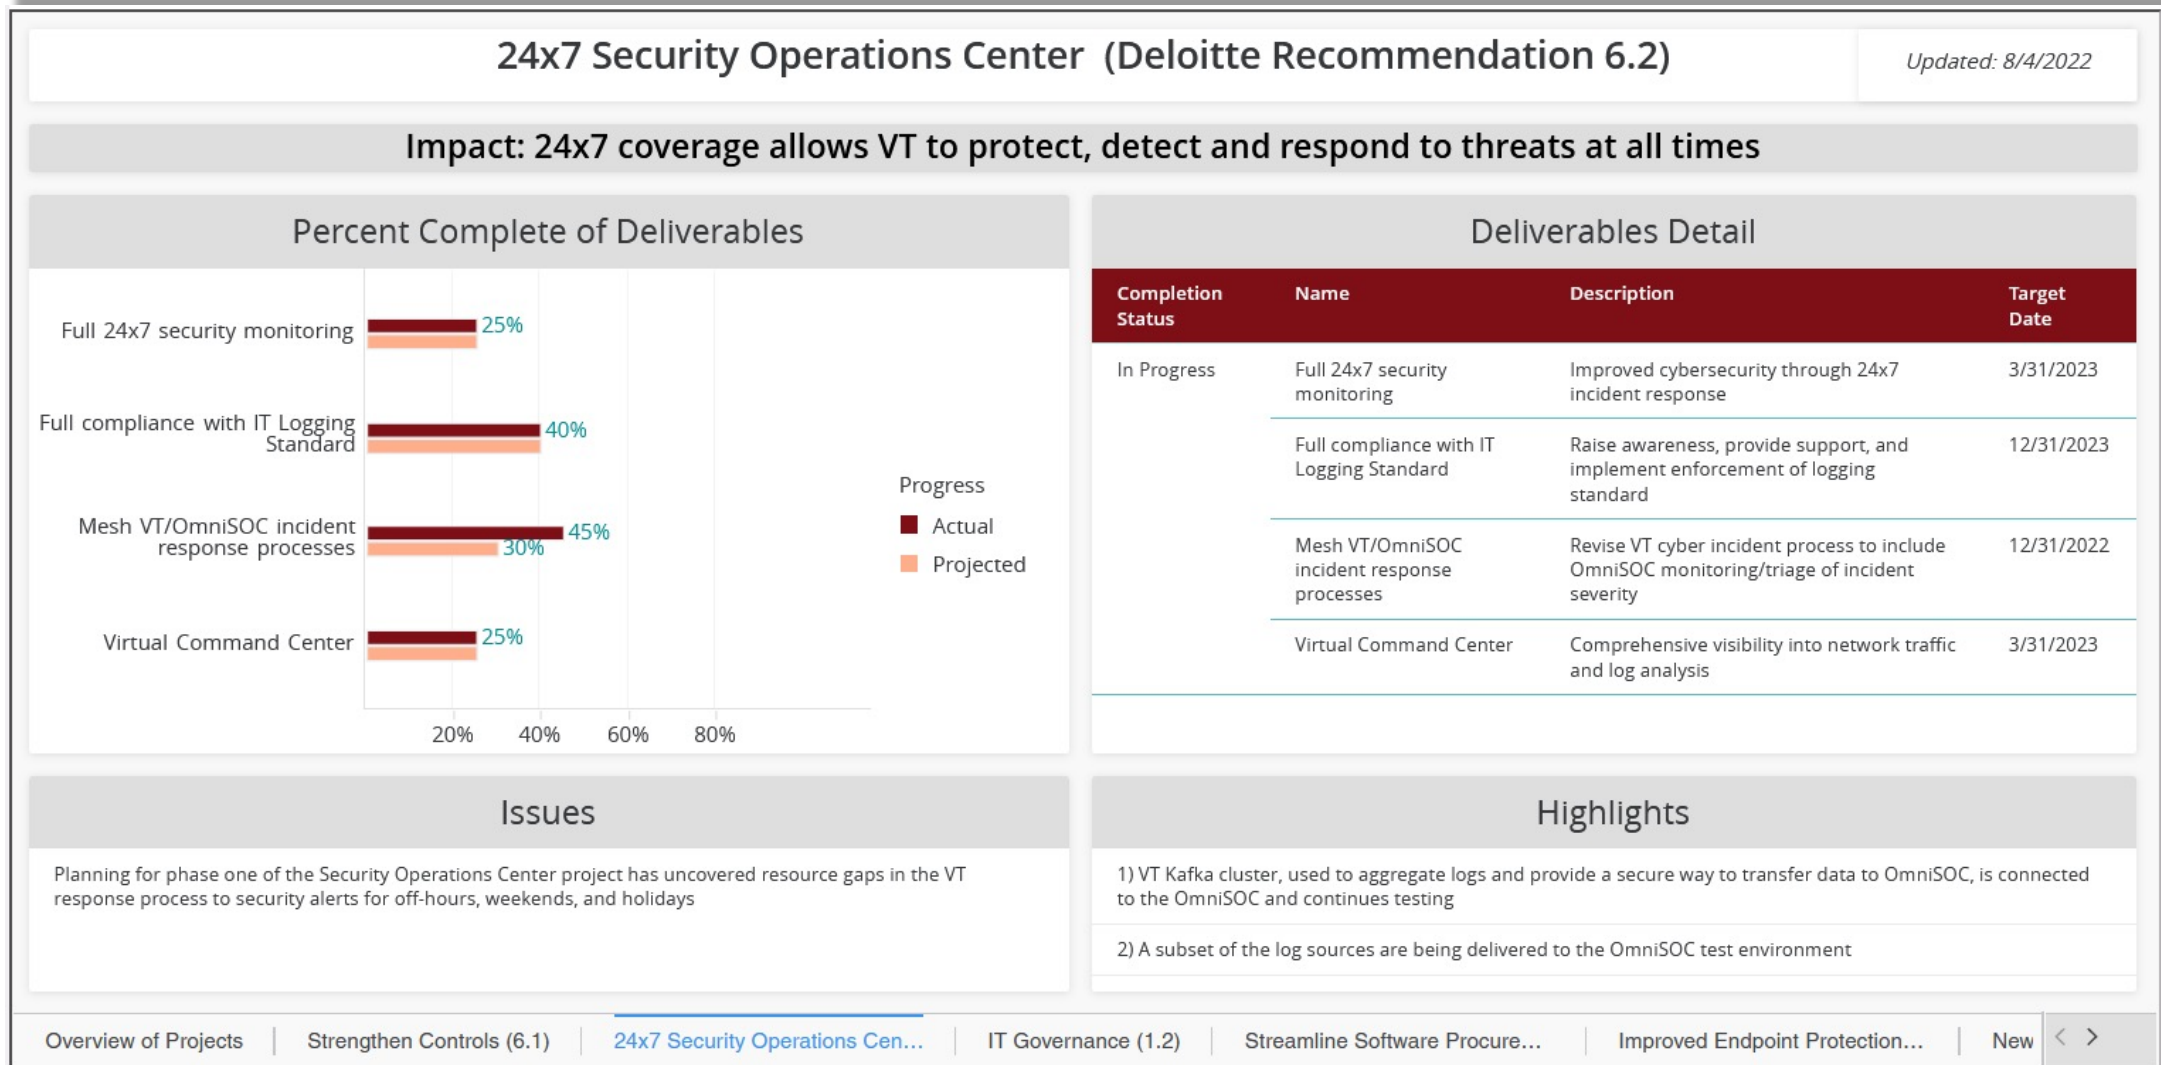 24x7 Security Operations Center (Deloitte Recommendation 6.2)
Updated: 8/4/2022
Impact: 24x7 coverage allows VT to protect, detect and respond to threats at all times
Percent Complete of Deliverables
Full 24x7 security monitoring
25%
Full compliance with IT Logging
Standard
40%
Mesh VT/OmniSOC incident
response processes
45%
30%
Virtual Command Center
25%
20% 40% 60% 80%
Progress
Actual
Projected
Deliverables Detail
Completion
Status
Name
Description
Target
Date
In Progress
Full 24x7 security
monitoring
Improved cybersecurity through 24x7
incident response
3/31/2023
Full compliance with IT
Logging Standard
Raise awareness, provide support, and
implement enforcement of logging
standard
12/31/2023
Mesh VT/OmniSOC
incident response
processes
Revise VT cyber incident process to include
OmniSOC monitoring/triage of incident
severity
12/31/2022
Virtual Command Center
Comprehensive visibility into network traffic
and log analysis
3/31/2023
Issues
Planning for phase one of the Security Operations Center project has uncovered resource gaps in the VT
response process to security alerts for off-hours, weekends, and holidays
Highlights
1) VT Kafka cluster, used to aggregate logs and provide a secure way to transfer data to OmniSOC, is connected
to the OmniSOC and continues testing
2) A subset of the log sources are being delivered to the OmniSOC test environment
Overview of Projects
Strengthen Controls (6.1)
24x7 Security Operations Cen...
IT Governance (1.2)
Streamline Software Procure...
Improved Endpoint Protection...
New